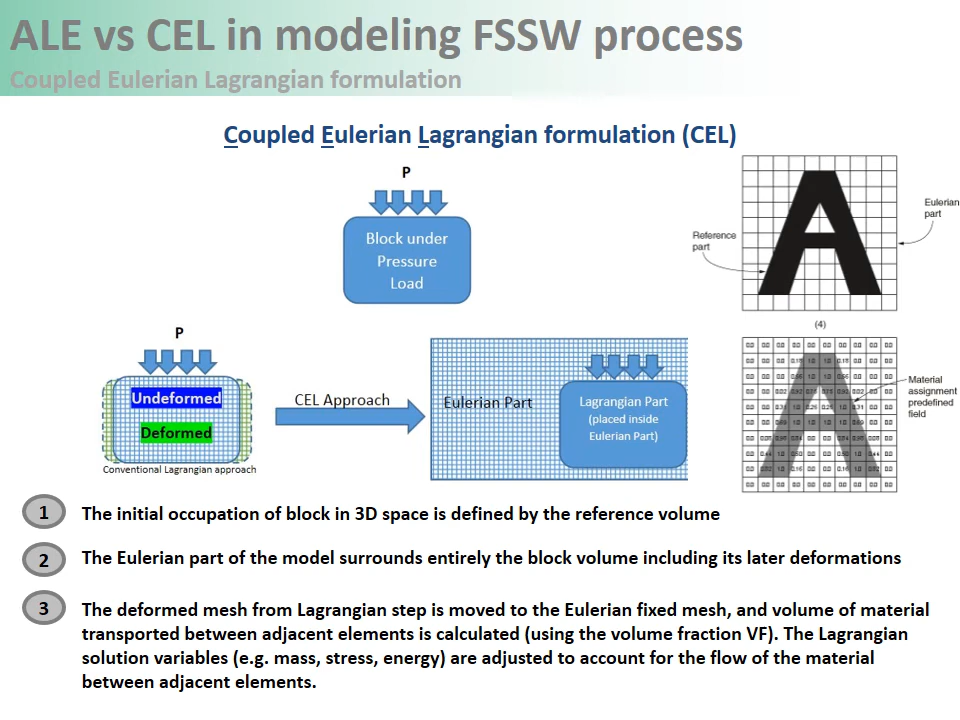 ALE vs CEL in modeling FSSW process
Coupled Eulerian Lagrangian formulation
Coupled Eulerian Lagrangian formulation (CEL)
P
Block under
Pressure
Load
Reference
part
Eulerian
part
(4)
P
Undeformed
Deformed
Conventional Lagrangian approach
CEL Approach
Eulerian Part
Lagrangian Part
(placed inside
Eulerian Part)
Material
assignment
predefined
field
1
The initial occupation of block in 3D space is defined by the reference volume
2
The Eulerian part of the model surrounds entirely the block volume including its later deformations
3
The deformed mesh from Lagrangian step is moved to the Eulerian fixed mesh, and volume of material
transported between adjacent elements is calculated (using the volume fraction VF). The Lagrangian
solution variables (e.g. mass, stress, energy) are adjusted to account for the flow of the material
between adjacent elements.